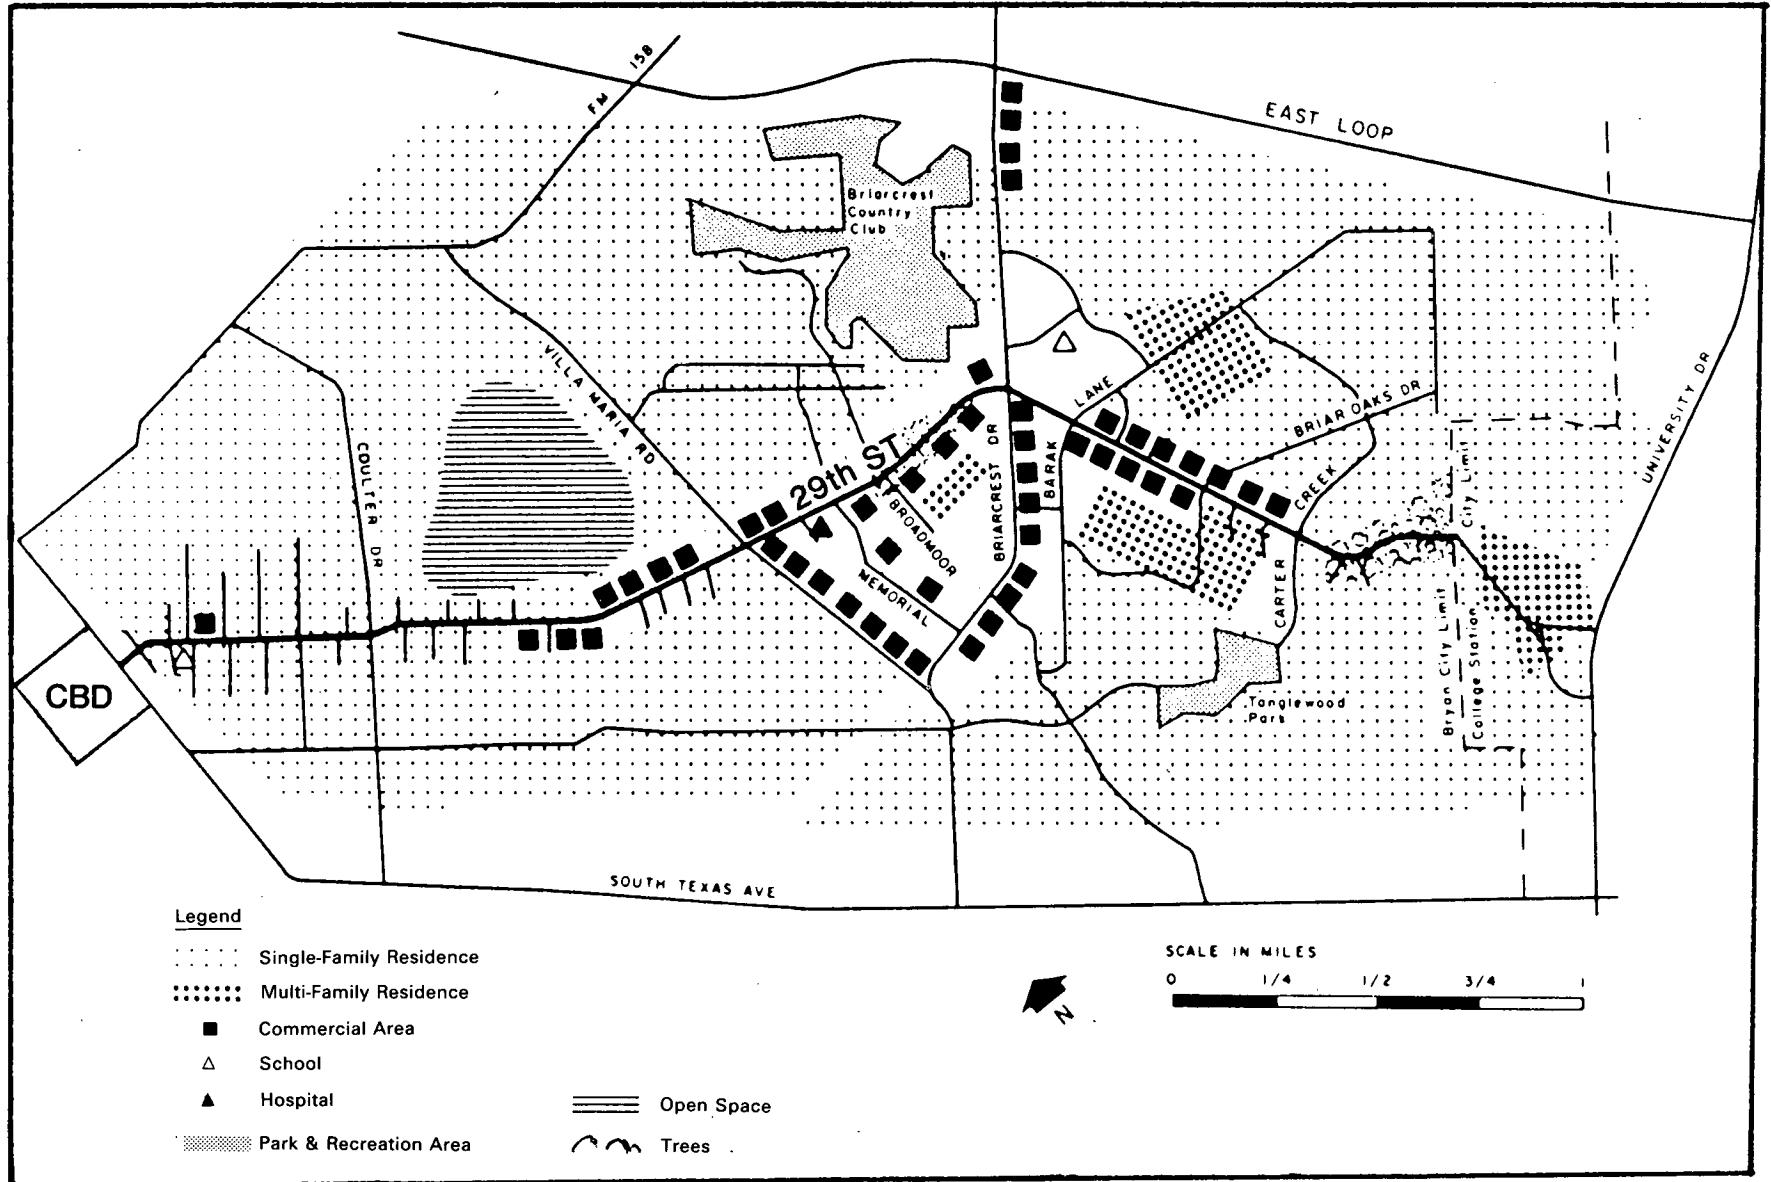 FM 158
EAST LOOP
Briarcrest
Country
Club
VILLA MARIA RD
LANE
BRIAR OAKS DR
UNIVERSITY DR
COULTER DR
29th ST
BROADMOOR
BRIARCREST DR
BARAK
CREEK
City Limit
MEMORIAL
CARTER
CBD
Tanglewood
Park
Bryan City Limit
College Station
SOUTH TEXAS AVE
Legend
Single-Family Residence
Multi-Family Residence
Commercial Area
School
Hospital
Park & Recreation Area
Open Space
Trees
N
SCALE IN MILES
0 1/4 1/2 3/4 1